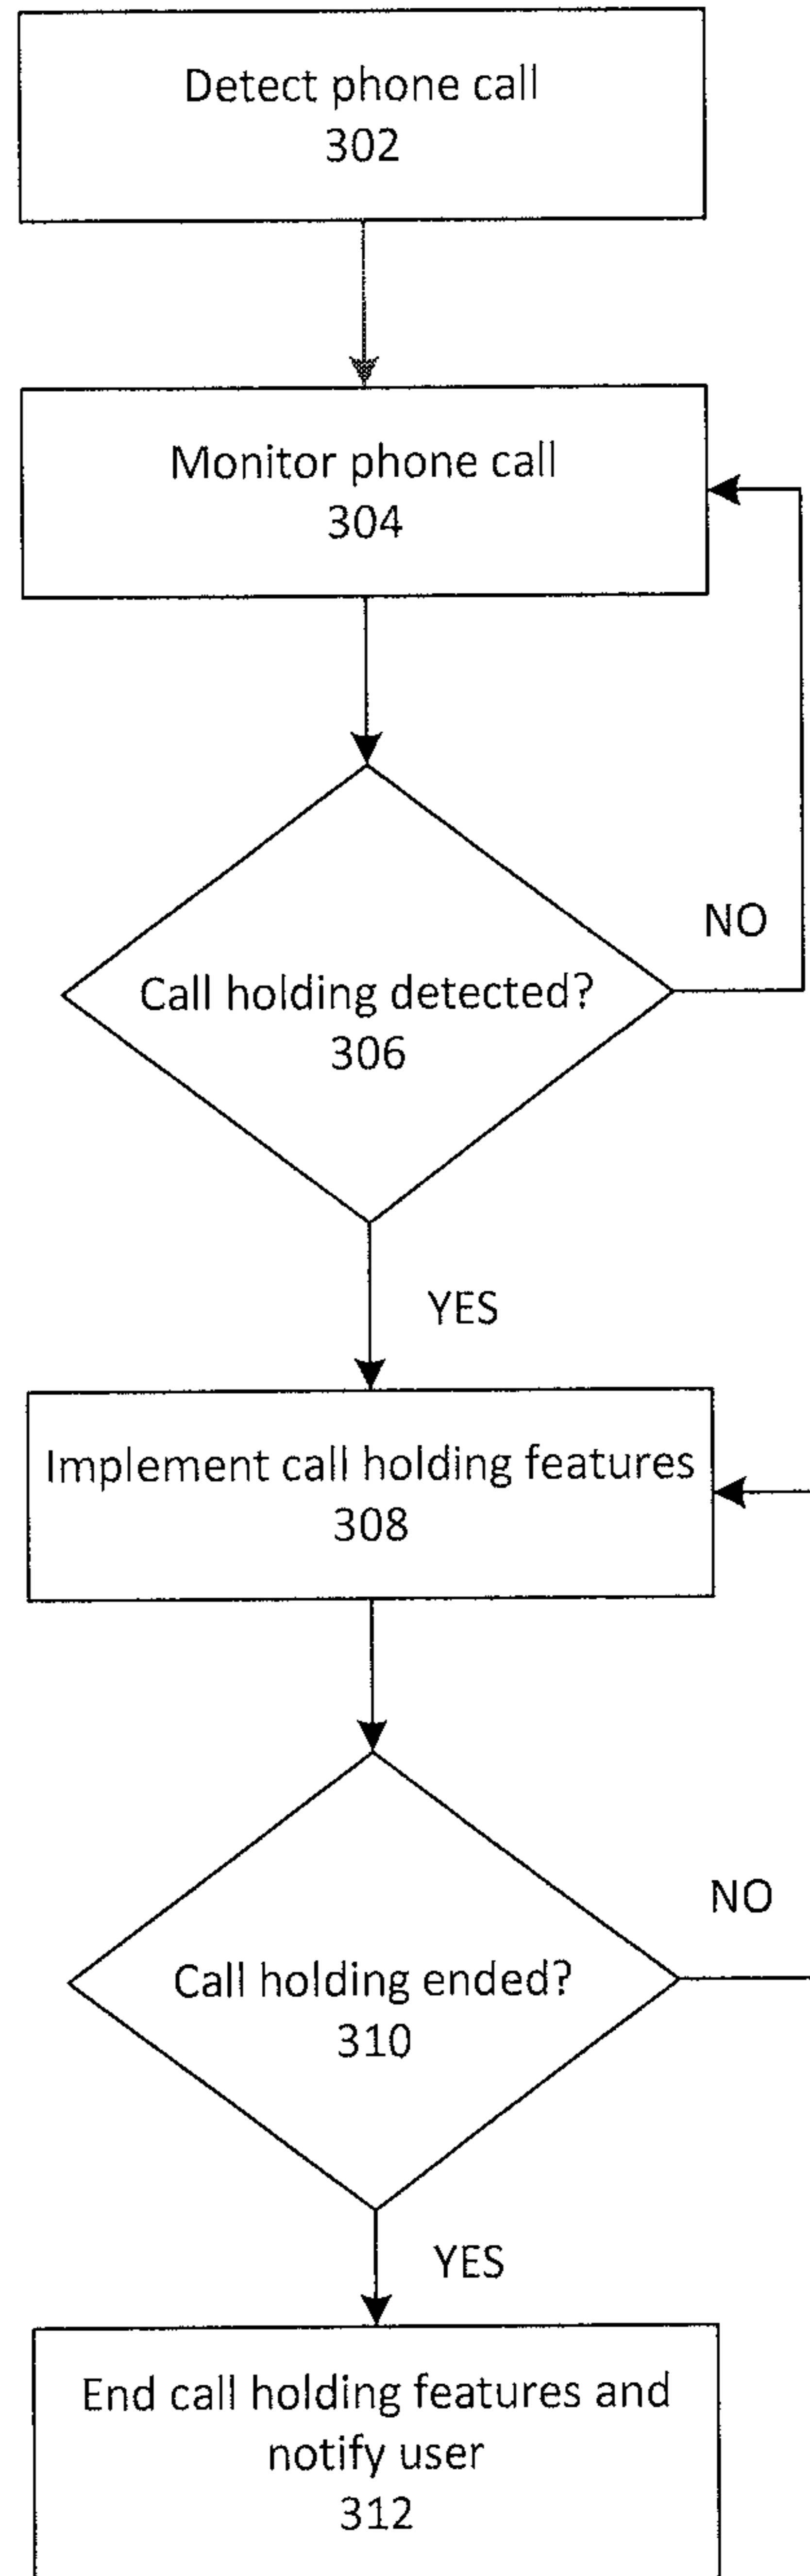 Detect phone call
302
Monitor phone call
304
NO
Call holding detected?
306
YES
Implement call holding features
308
NO
Call holding ended?
310
YES
End call holding features and
notify user
312